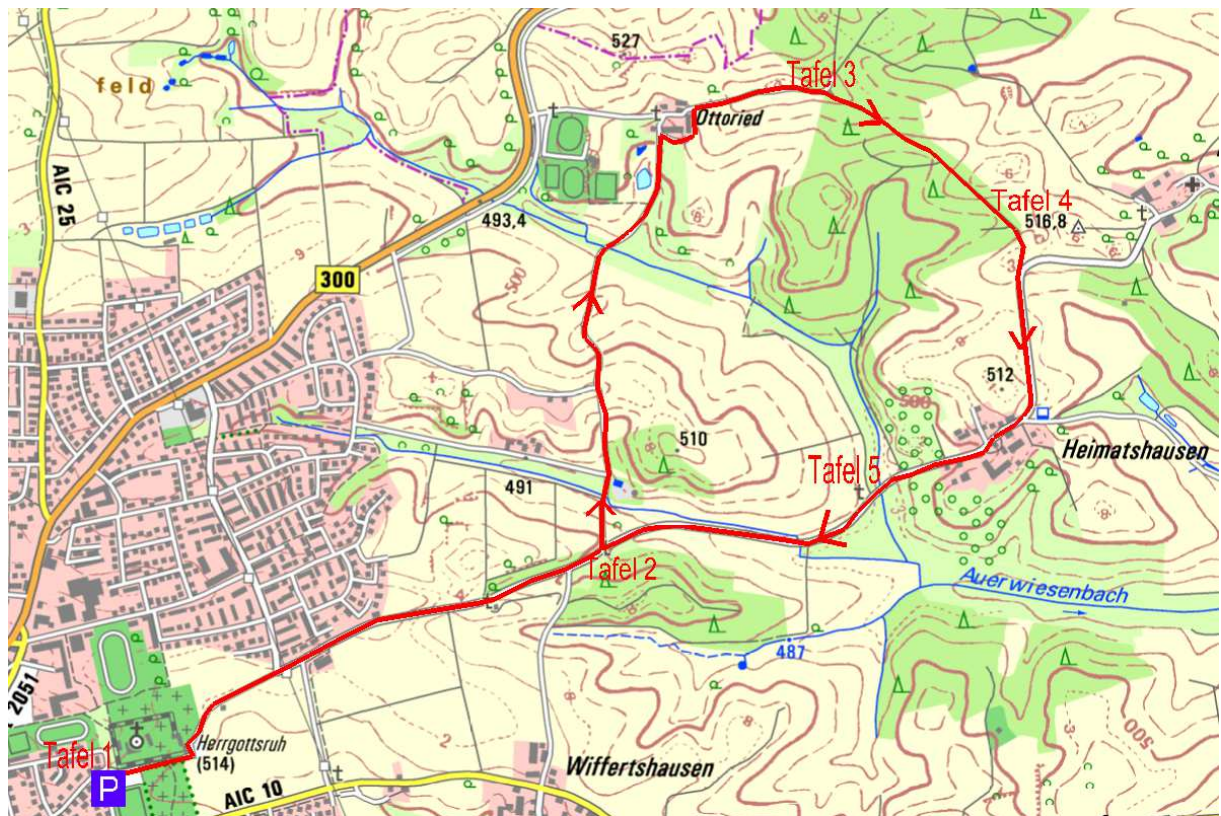 527
Tafel 3
feld
Ottoried
AIC 25
Tafel 4
516,8
493,4
300
500
512
500
510
Heimatshausen
Tafel 5
491
Tafel 2
Auerwiesenbach
487
2051
Tafel 1
Herrgottsruh
(514)
P
Wiffertshausen
500
AIC 10